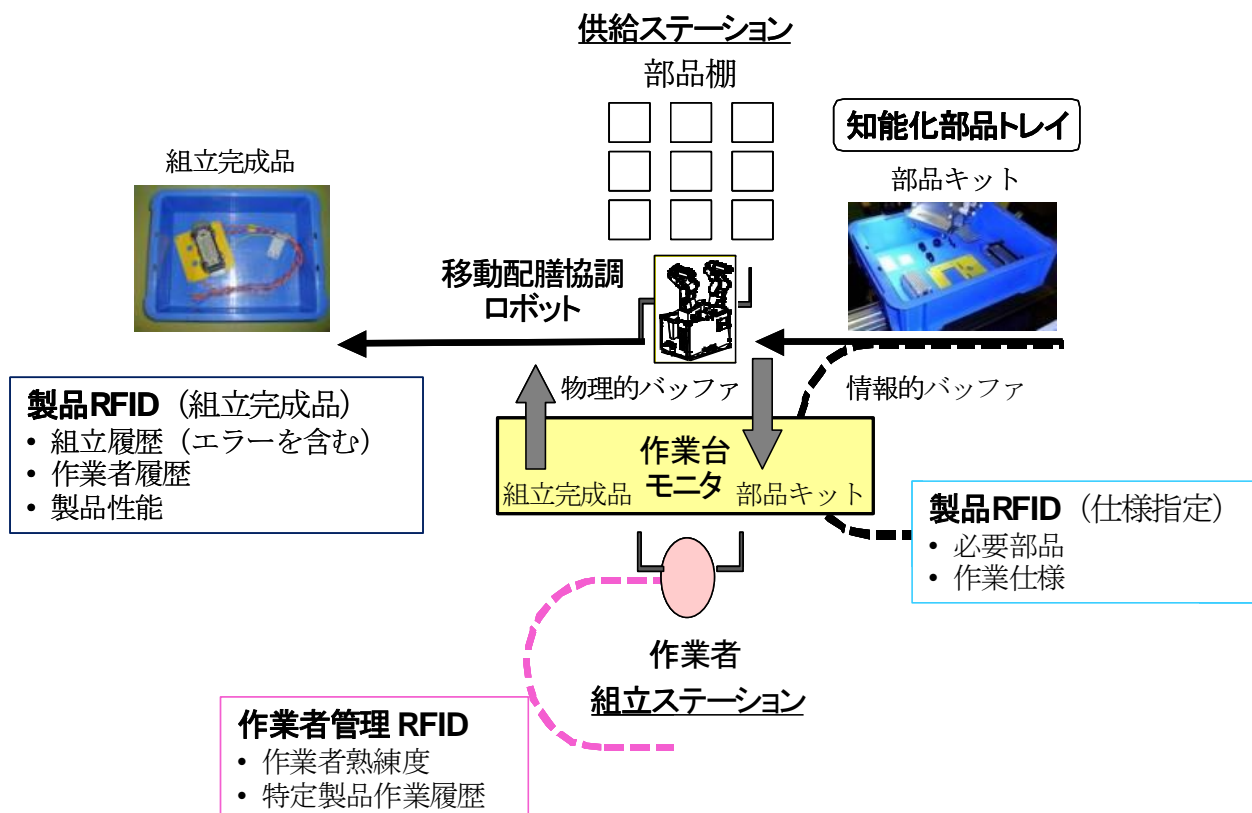 供給ステーション
部品棚
知能化部品トレイ
組立完成品
部品キット
移動配膳協調
ロボット
物理的バッファ
情報的バッファ
製品RFID（組立完成品）
• 組立履歴（エラーを含む）
• 作業者履歴
• 製品性能
作業台
モニタ
組立完成品
部品キット
製品RFID（仕様指定）
• 必要部品
• 作業仕様
作業者
組立ステーション
作業者管理 RFID
• 作業者熟練度
• 特定製品作業履歴